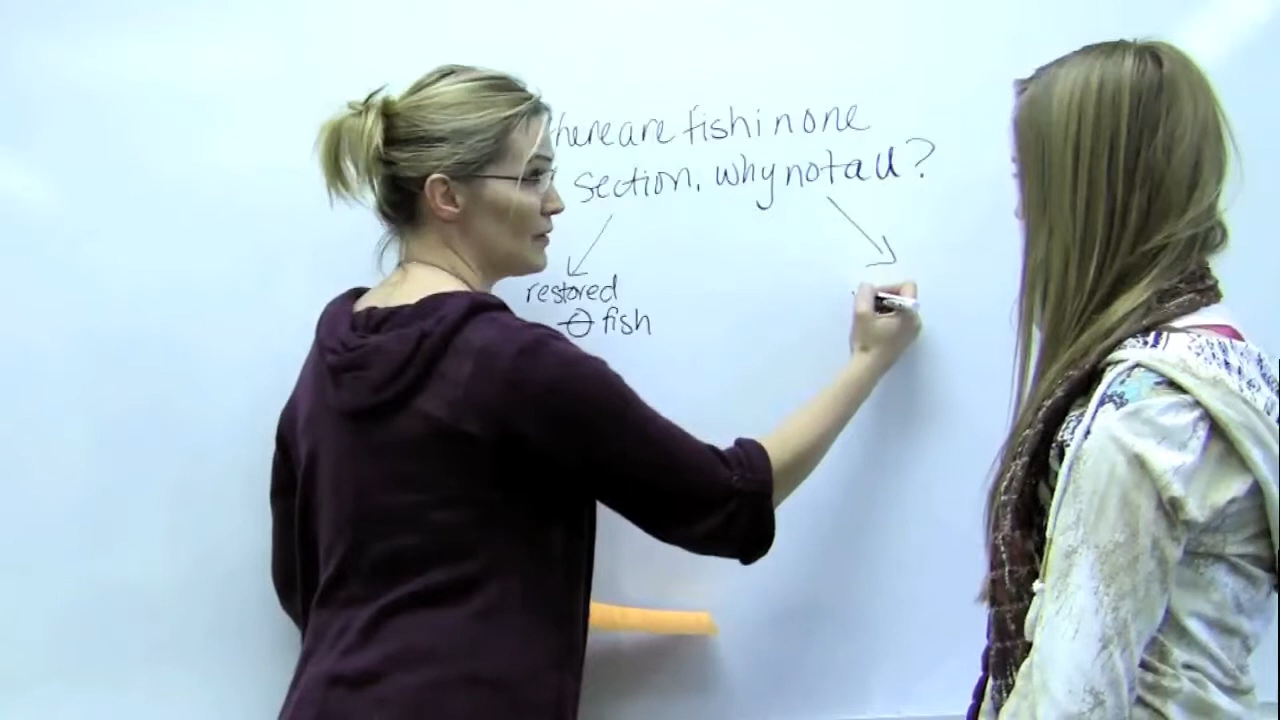 here are fish in one
section, why not all?
restored
⊖ fish